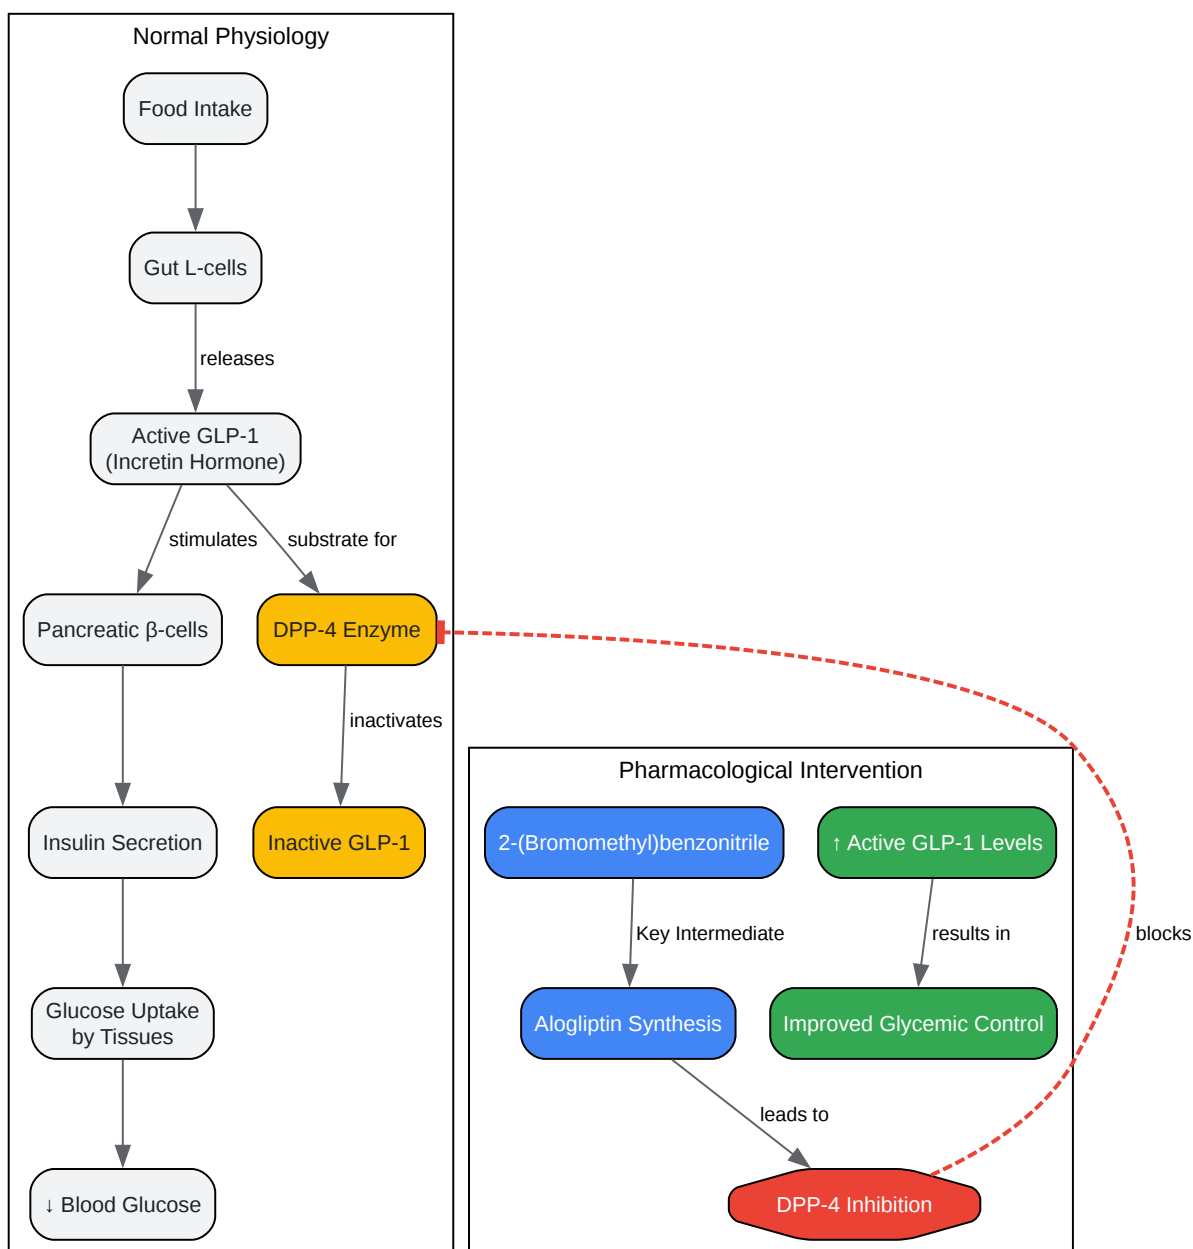 Normal Physiology
Food Intake
Gut L-cells
releases
Active GLP-1
(Incretin Hormone)
stimulates
substrate for
Pancreatic β-cells
DPP-4 Enzyme
inactivates
Insulin Secretion
Inactive GLP-1
Glucose Uptake
by Tissues
↓ Blood Glucose
Pharmacological Intervention
2-(Bromomethyl)benzonitrile
↑ Active GLP-1 Levels
Key Intermediate
results in
blocks
Alogliptin Synthesis
Improved Glycemic Control
leads to
DPP-4 Inhibition